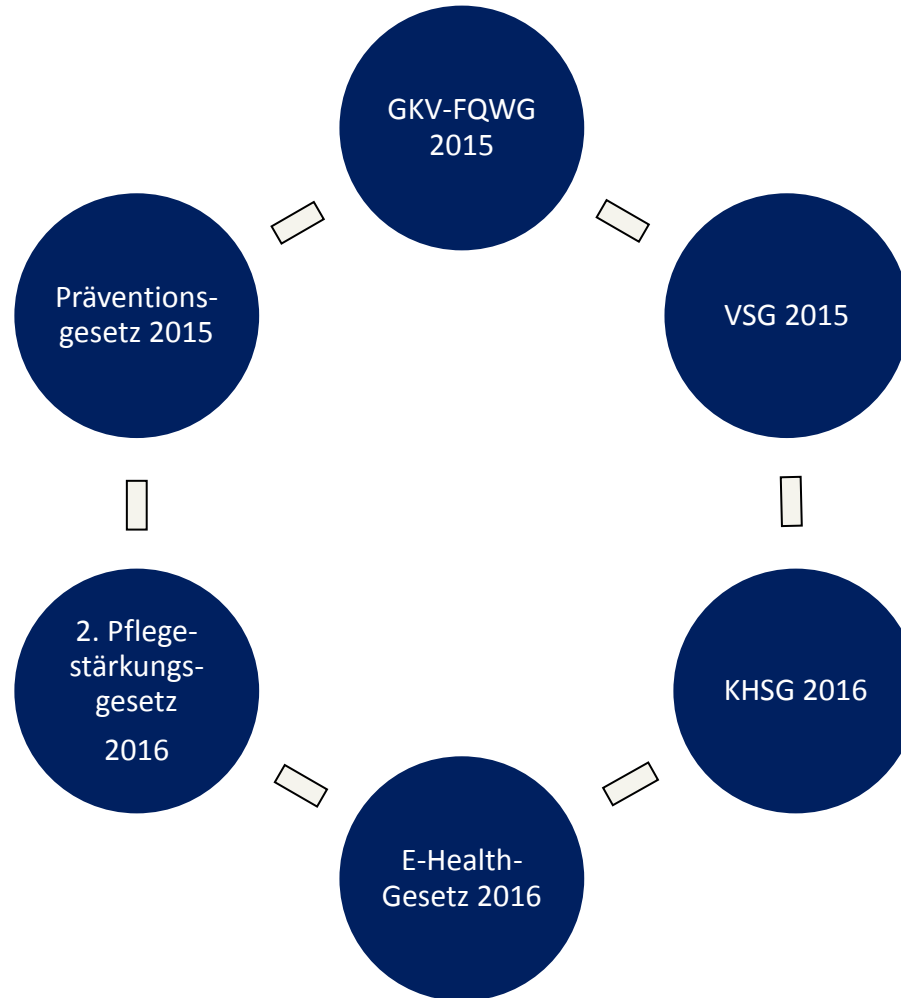 GKV-FQWG
2015
Präventions-
gesetz 2015
VSG 2015
2. Pflege-
stärkungs-
gesetz
2016
KHSG 2016
E-Health-
Gesetz 2016